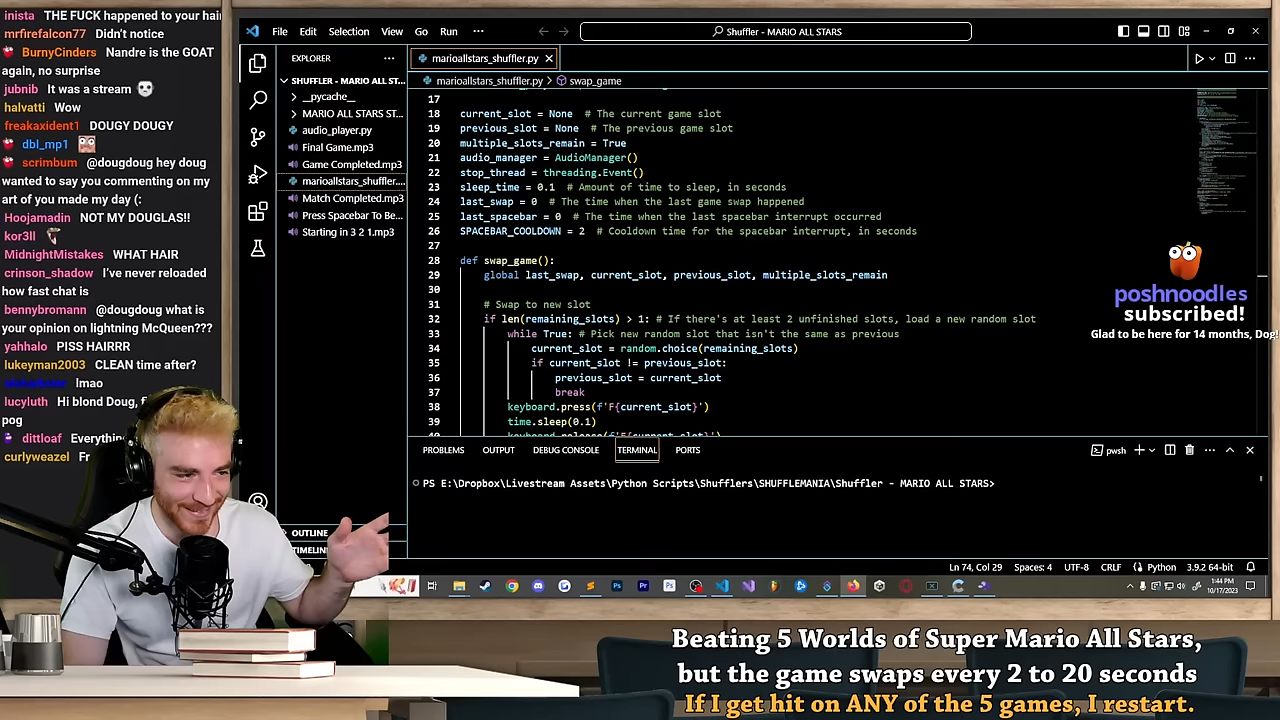 inista THE FUCK happened to your hair
mrfirefalcon77 Didn't notice
BurnyCinders Nandre is the GOAT
again, no surprise
jubnib It was a stream
halvatti Wow
freakaxident1 DOUGY DOUGY
dbl_mp1
scrimbum @dougdoug hey doug
wanted to say you commenting on my
art of you made my day (:
Hoojamadin NOT MY DOUGLAS!!
kor3ll
MidnightMistakes WHAT HAIR
crinson_shadow I've never reloaded
how fast chat is
bennybromann @dougdoug what is
your opinion on lightning McQueen???
yahhalo PISS HAIRRR
lukeyman2003 CLEAN time after?
lmao
lucyluth Hi blond Doug,
pog
dittloaf Everythin
curlyweazel Fr
File Edit Selection View Go Run ···
Shuffler - MARIO ALL STARS
EXPLORER ···
SHUFFLER - MARIO ALL ST...
__pycache__
MARIO ALL STARS ST...
audio_player.py
Final Game.mp3
Game Completed.mp3
marioallstars_shuffler....
Match Completed.mp3
Press Spacebar To Be...
Starting in 3 2 1.mp3
OUTLINE
TIMELIN
marioallstars_shuffler.py
marioallstars_shuffler.py > swap_game
17
18 current_slot = None # The current game slot
19 previous_slot = None # The previous game slot
20 multiple_slots_remain = True
21 audio_manager = AudioManager()
22 stop_thread = threading.Event()
23 sleep_time = 0.1 # Amount of time to sleep, in seconds
24 last_swap = 0 # The time when the last game swap happened
25 last_spacebar = 0 # The time when the last spacebar interrupt occurred
26 SPACEBAR_COOLDOWN = 2 # Cooldown time for the spacebar interrupt, in seconds
27
28 def swap_game():
29 global last_swap, current_slot, previous_slot, multiple_slots_remain
30
31 # Swap to new slot
32 if len(remaining_slots) > 1: # If there's at least 2 unfinished slots, load a new random slot
33 while True: # Pick new random slot that isn't the same as previous
34 current_slot = random.choice(remaining_slots)
35 if current_slot != previous_slot:
36 previous_slot = current_slot
37 break
38 keyboard.press(f'F{current_slot}')
39 time.sleep(0.1)
40 keyboard.release(f'F{current_slot}')
PROBLEMS OUTPUT DEBUG CONSOLE TERMINAL PORTS
pwsh
PS E:\Dropbox\Livestream Assets\Python Scripts\Shufflers\SHUFFLEMANIA\Shuffler - MARIO ALL STARS>
Ln 74, Col 29 Spaces: 4 UTF-8 CRLF Python 3.9.2 64-bit
1:44 PM
10/17/2023
poshnoodles
subscribed!
Glad to be here for 14 months, Dog!
Beating 5 Worlds of Super Mario All Stars,
but the game swaps every 2 to 20 seconds
If I get hit on ANY of the 5 games, I restart.